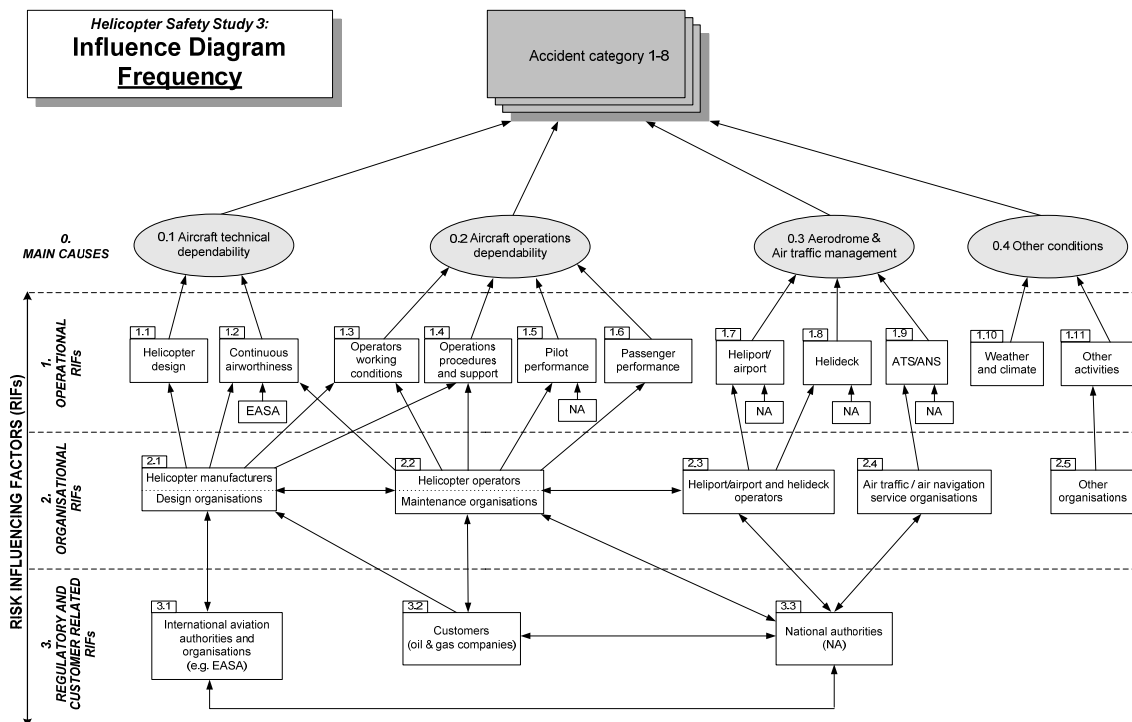 Helicopter Safety Study 3:
Influence Diagram
Frequency
Accident category 1-8
0.
MAIN CAUSES
0.1 Aircraft technical
dependability
0.2 Aircraft operations
dependability
0.3 Aerodrome &
Air traffic management
0.4 Other conditions
RISK INFLUENCING FACTORS (RIFs)
1.
OPERATIONAL
RIFs
1.1
Helicopter
design
1.2
Continuous
airworthiness
EASA
1.3
Operators
working
conditions
1.4
Operations
procedures
and support
1.5
Pilot
performance
NA
1.6
Passenger
performance
1.7
Heliport/
airport
NA
1.8
Helideck
NA
1.9
ATS/ANS
NA
1.10
Weather
and climate
1.11
Other
activities
2.
ORGANISATIONAL
RIFs
2.1
Helicopter manufacturers
Design organisations
2.2
Helicopter operators
Maintenance organisations
2.3
Heliport/airport and helideck
operators
2.4
Air traffic / air navigation
service organisations
2.5
Other
organisations
3.
REGULATORY AND
CUSTOMER RELATED
RIFs
3.1
International aviation
authorities and
organisations
(e.g. EASA)
3.2
Customers
(oil & gas companies)
3.3
National authorities
(NA)